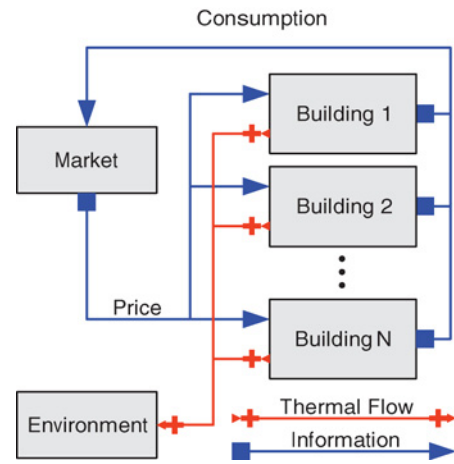 Consumption
Building 1
Market
Building 2
Price
Building N
Environment
Thermal Flow
Information